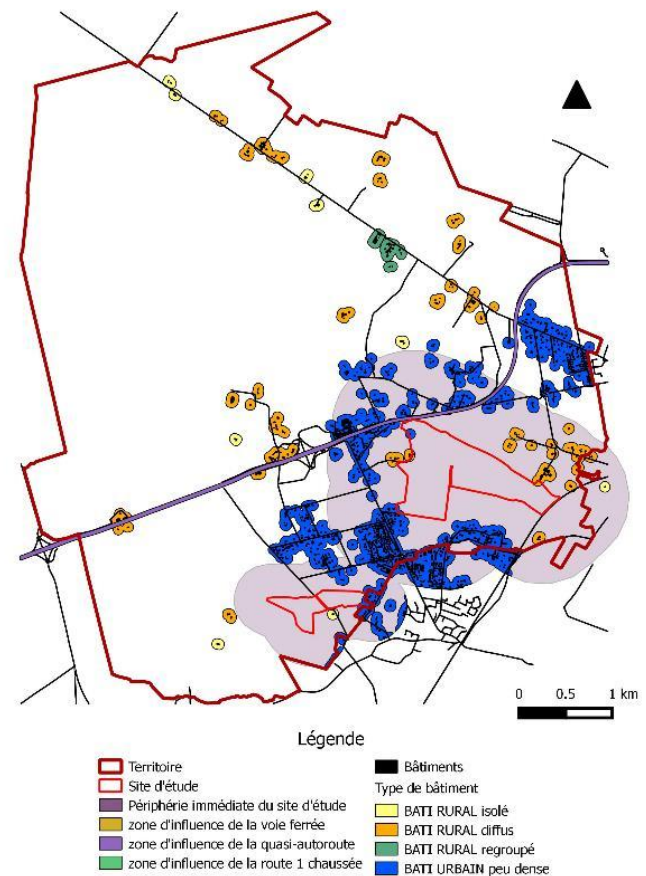 0 0.5 1 km
Légende
Territoire
Site d'étude
Périphérie immédiate du site d'étude
zone d'influence de la voie ferrée
zone d'influence de la quasi-autoroute
zone d'influence de la route 1 chaussée
Bâtiments
Type de bâtiment
BATI RURAL isolé
BATI RURAL diffus
BATI RURAL regroupé
BATI URBAIN peu dense